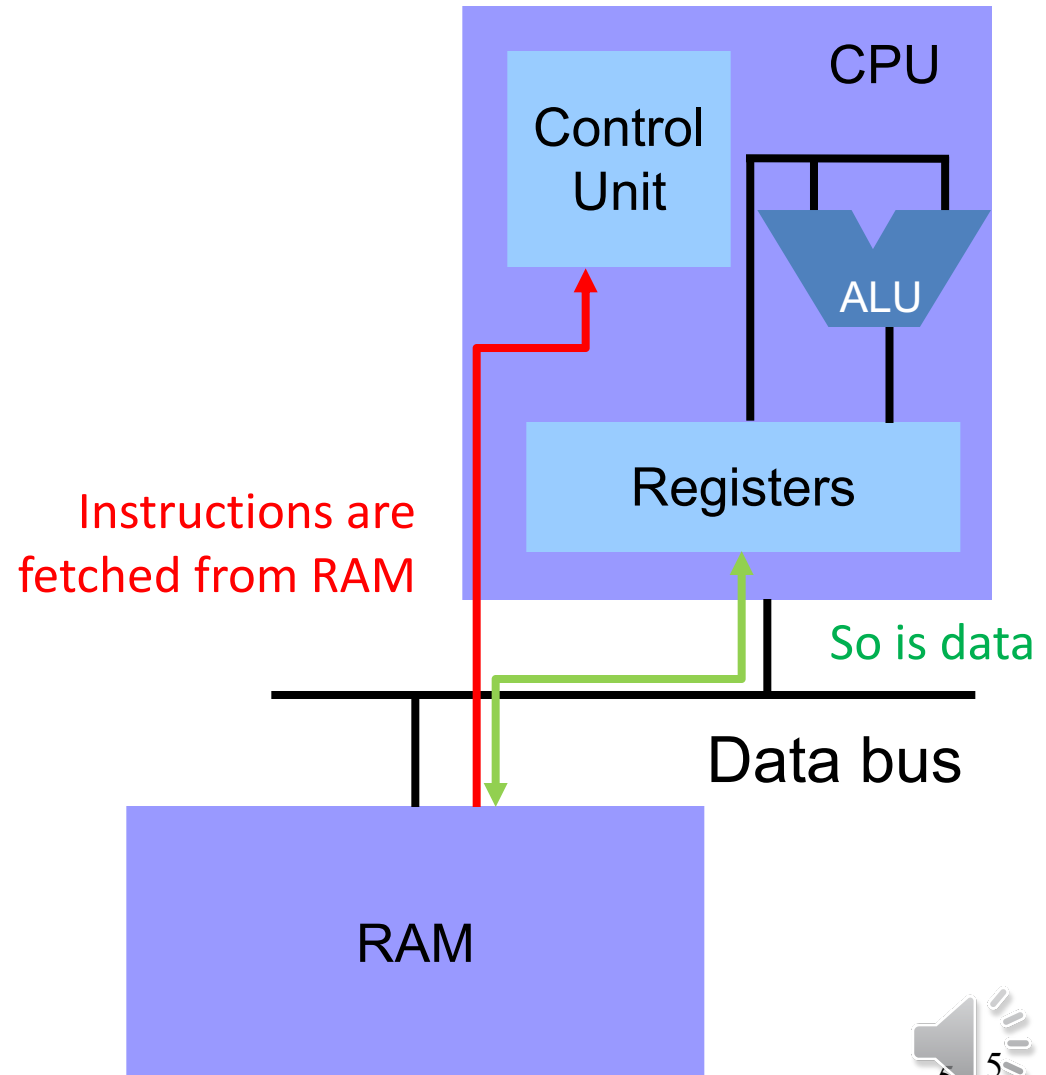 CPU
Control
Unit
ALU
Registers
Instructions are
fetched from RAM
So is data
Data bus
RAM
5